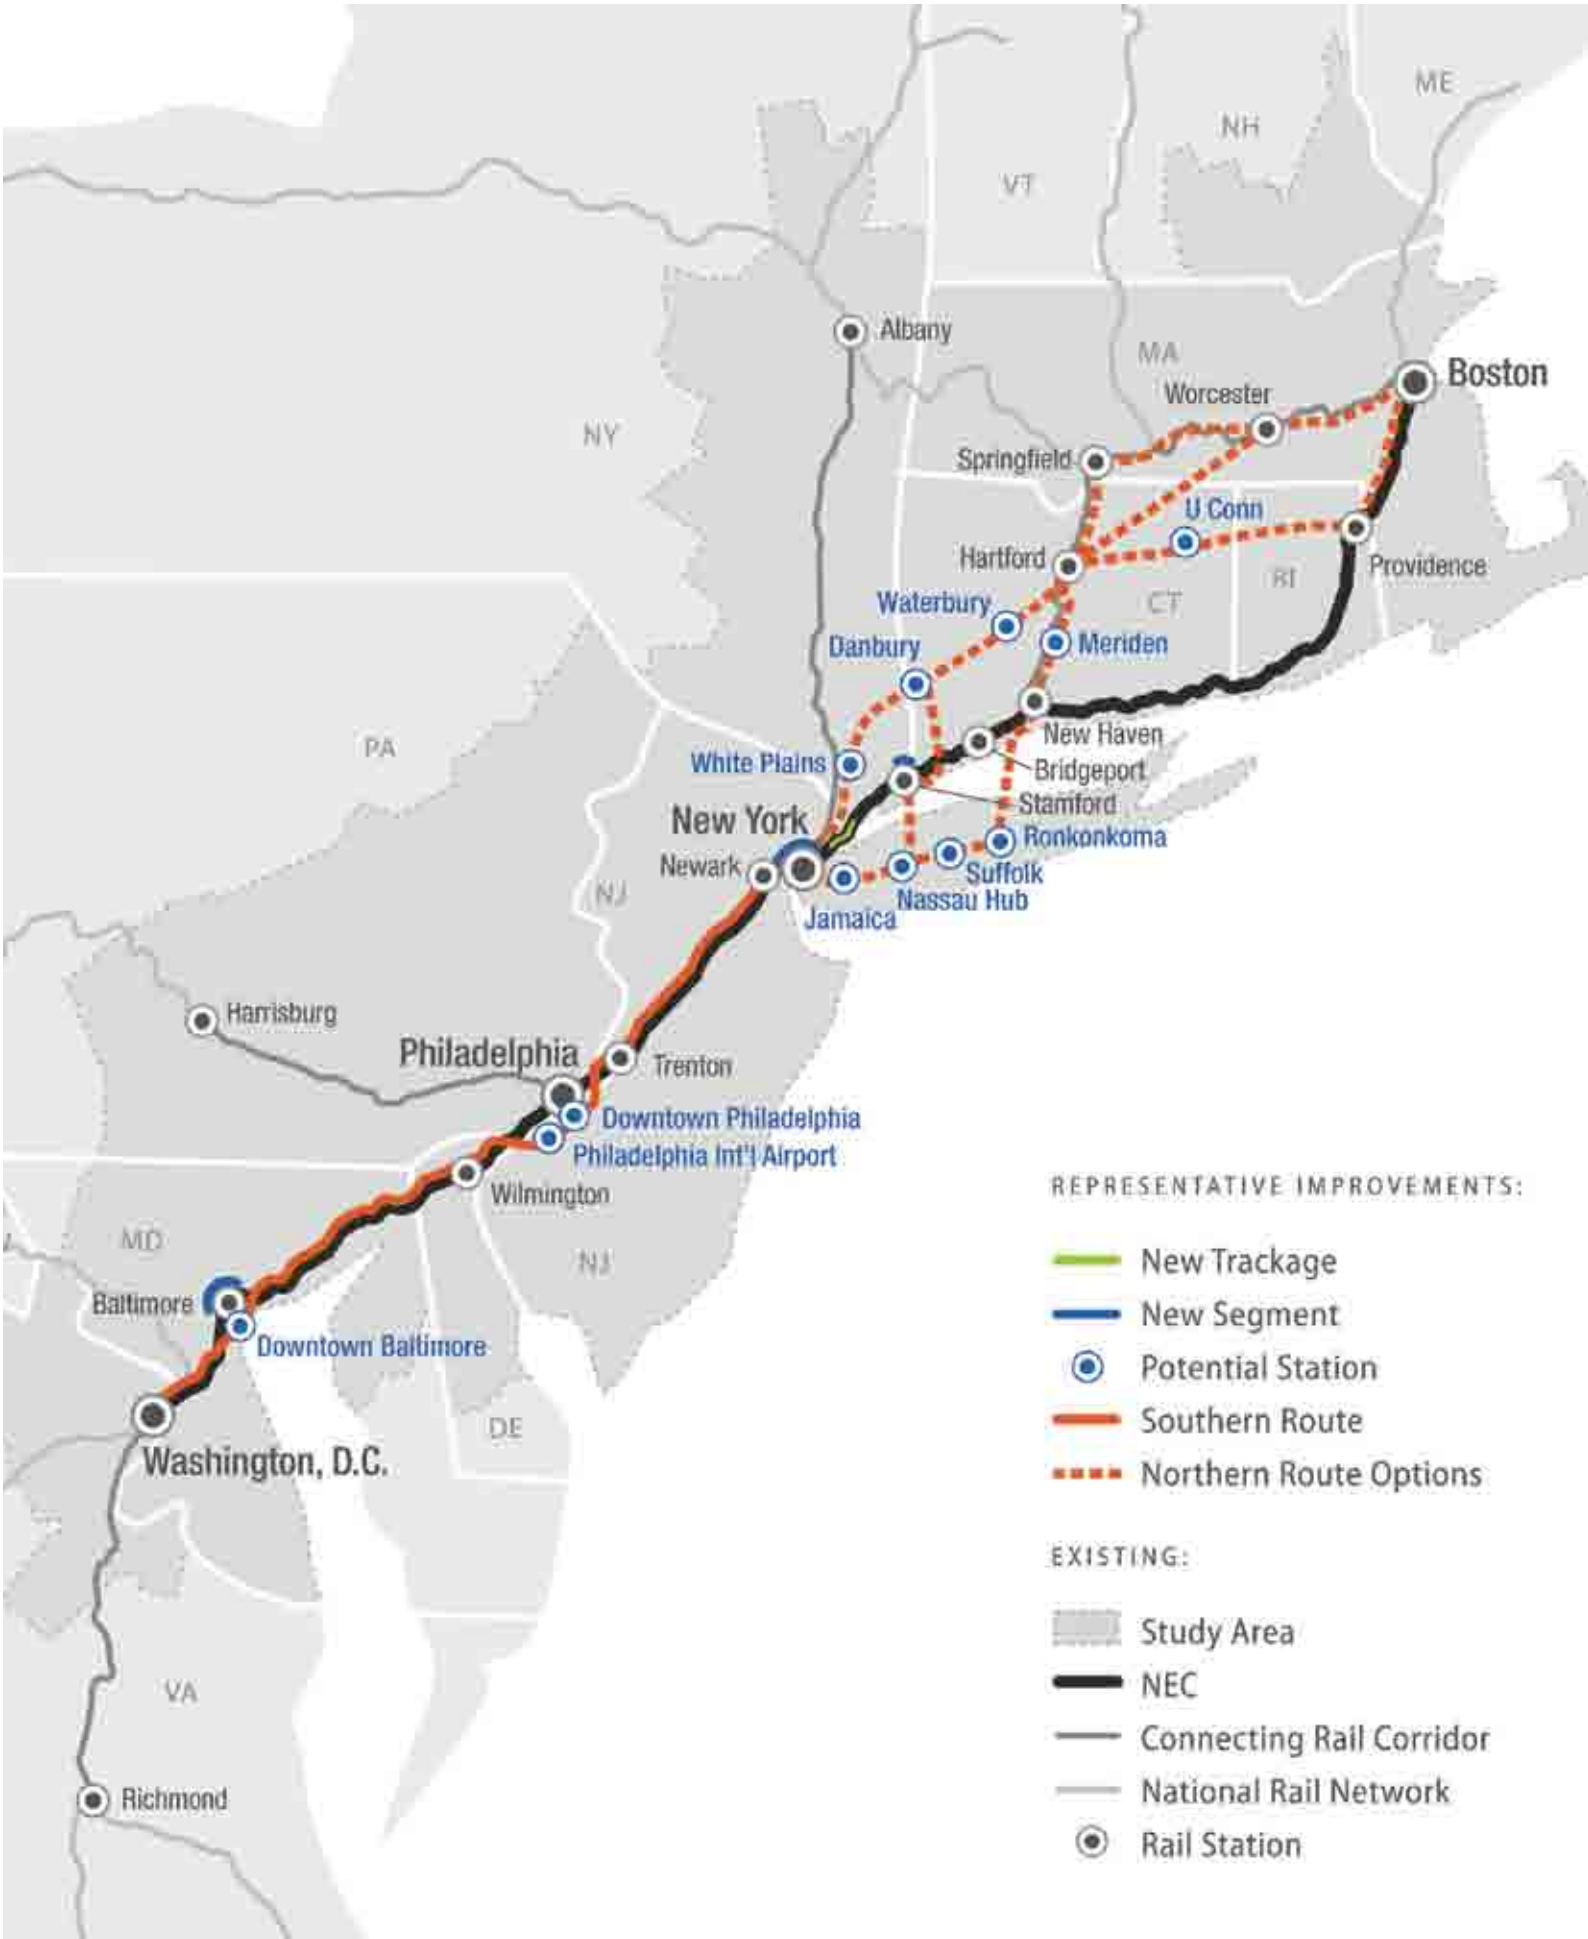 ME
NH
VT
Albany
MA
Boston
Worcester
NY
Springfield
U Conn
Hartford
Providence
RI
Waterbury
CT
Danbury
Meriden
PA
New Haven
White Plains
Bridgeport
Stamford
New York
Ronkonkoma
Newark
Suffolk
NJ
Nassau Hub
Jamaica
Harrisburg
Philadelphia
Trenton
Downtown Philadelphia
Philadelphia Int'l Airport
Wilmington
MD
NJ
Baltimore
Downtown Baltimore
DE
Washington, D.C.
VA
Richmond
REPRESENTATIVE IMPROVEMENTS:
New Trackage
New Segment
Potential Station
Southern Route
Northern Route Options
EXISTING:
Study Area
NEC
Connecting Rail Corridor
National Rail Network
Rail Station